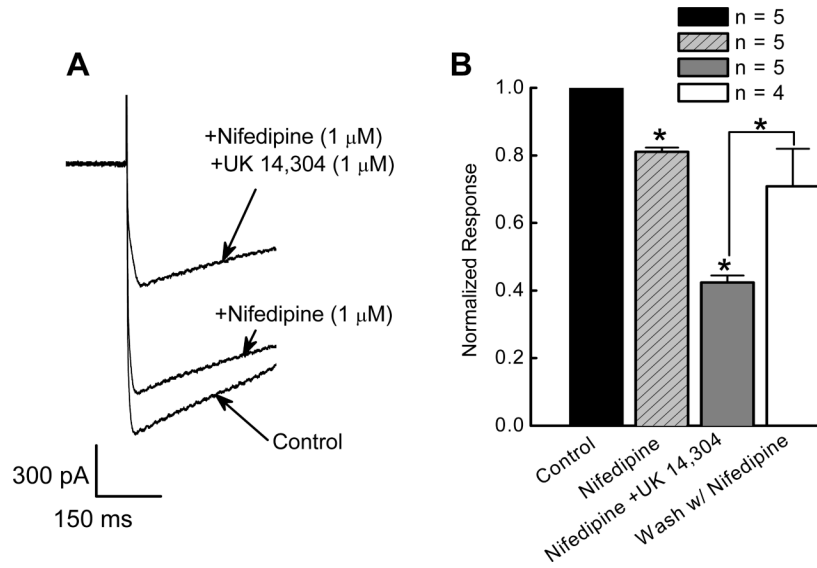 A
+Nifedipine (1 μM)
+UK 14,304 (1 μM)
+Nifedipine (1 μM)
Control
300 pA
150 ms
B
n = 5
n = 5
n = 5
n = 4
Normalized Response
1.0
0.8
0.6
0.4
0.2
0.0
*
*
*
Control
Nifedipine
Nifedipine +UK 14,304
Wash w/ Nifedipine